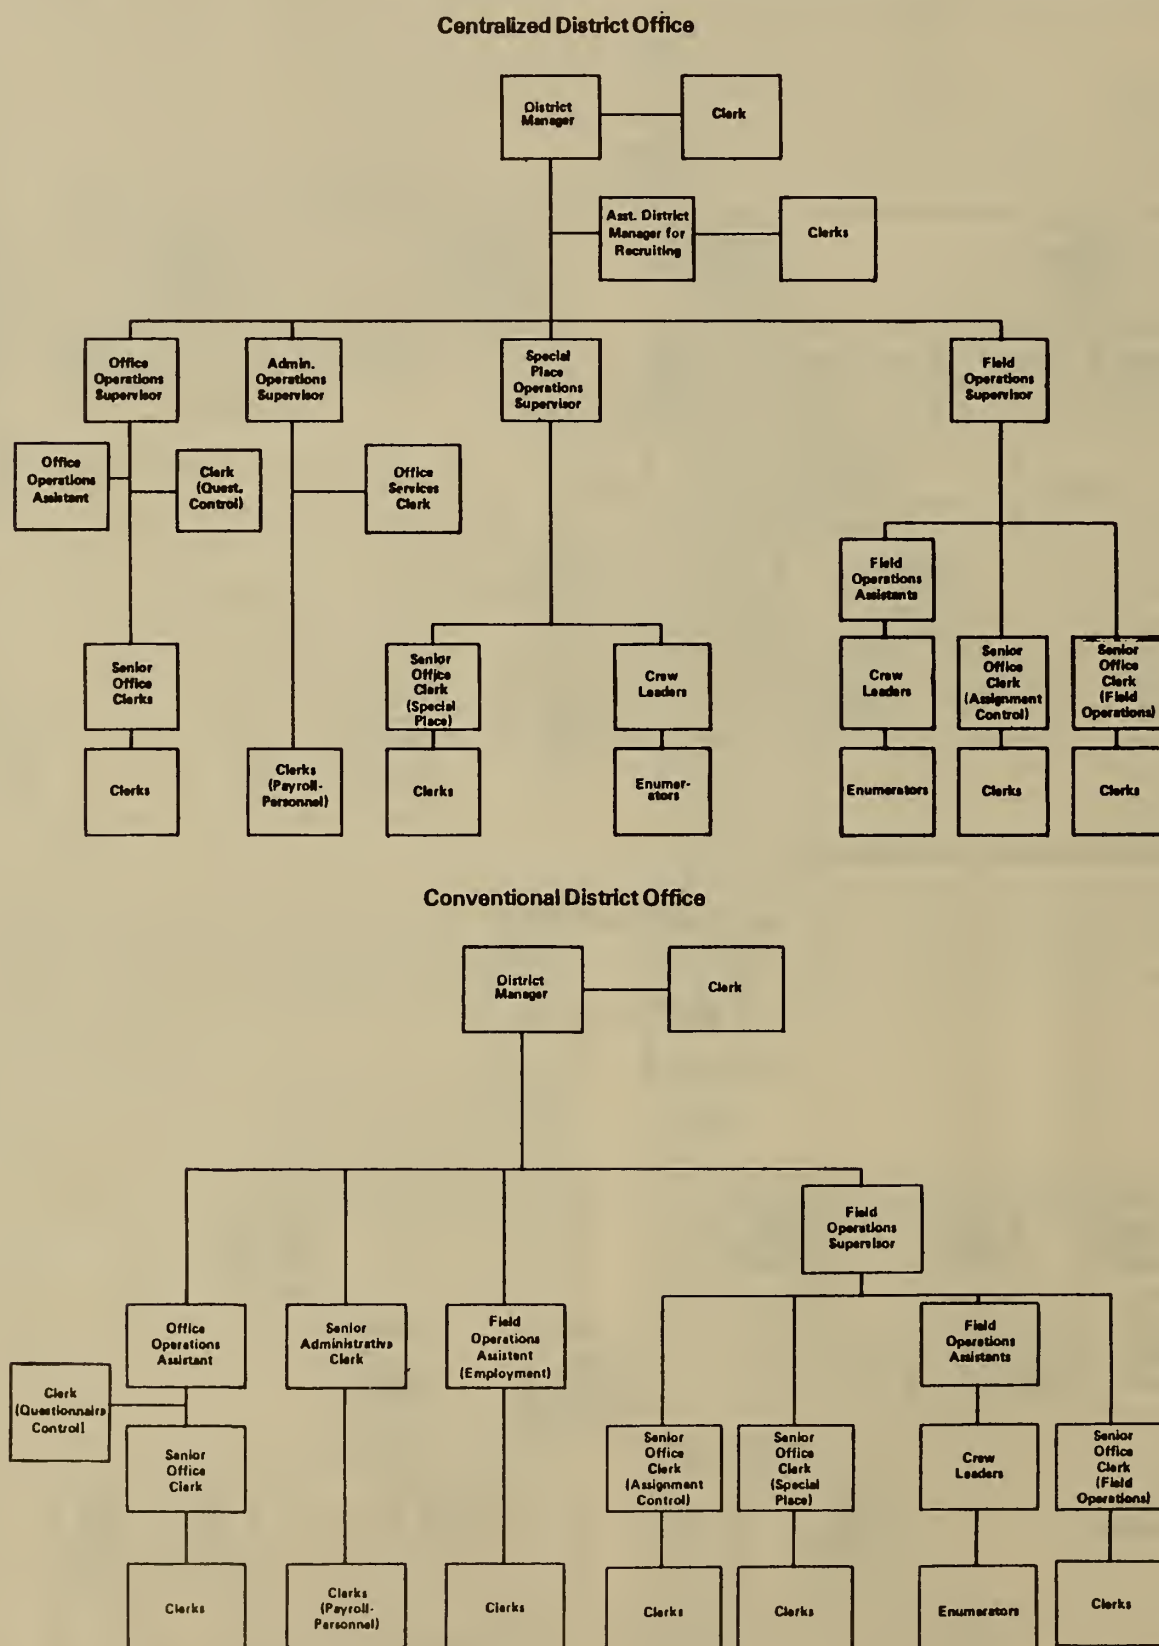 Centralized District Office
District
Manager
Clerk
Asst. District
Manager for
Recruiting
Clerks
Office
Operations
Supervisor
Admin.
Operations
Supervisor
Special
Place
Operations
Supervisor
Field
Operations
Supervisor
Office
Operations
Assistant
Clerk
(Quest.
Control)
Office
Services
Clerk
Field
Operations
Assistants
Senior
Office
Clerks
Senior
Office
Clerk
(Special
Place)
Crew
Leaders
Crew
Leaders
Senior
Office
Clerk
(Assignment
Control)
Senior
Office
Clerk
(Field
Operations)
Clerks
Clerks
(Payroll-
Personnel)
Clerks
Enumer-
ators
Enumerators
Clerks
Clerks
Conventional District Office
District
Manager
Clerk
Field
Operations
Supervisor
Office
Operations
Assistant
Senior
Administrative
Clerk
Field
Operations
Assistant
(Employment)
Field
Operations
Assistants
Clerk
(Questionnaire
Control)
Senior
Office
Clerk
Senior
Office
Clerk
(Assignment
Control)
Senior
Office
Clerk
(Special
Place)
Crew
Leaders
Senior
Office
Clerk
(Field
Operations)
Clerks
Clerks
(Payroll-
Personnel)
Clerks
Clerks
Clerks
Enumerators
Clerks